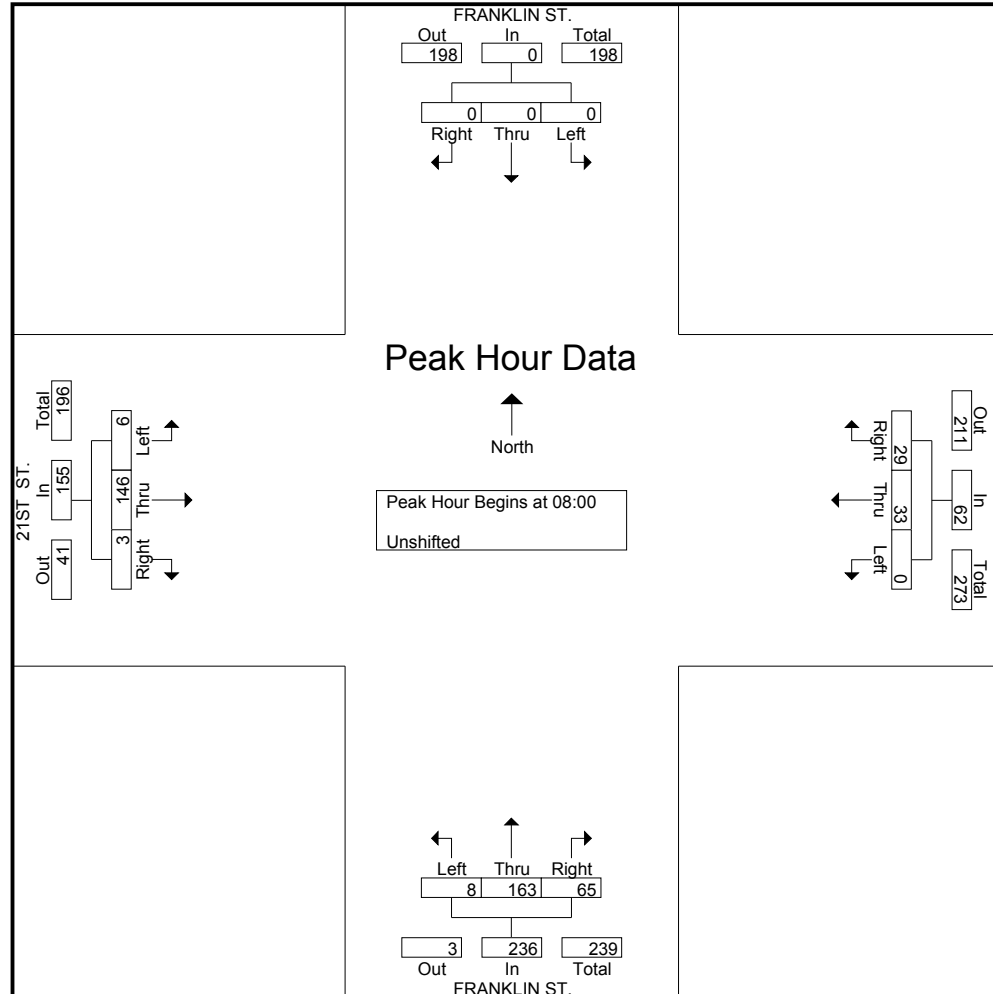 FRANKLIN ST.
Out In Total
198 0 198
0 0 0
Right Thru Left
Peak Hour Data
North
Peak Hour Begins at 08:00
Unshifted
21ST ST.
Total In Out
196 155 41
6 146 3
Left Thru Right
Right Thru Left
29 33 0
Out In Total
211 62 273
Left Thru Right
8 163 65
3 236 239
Out In Total
FRANKLIN ST.